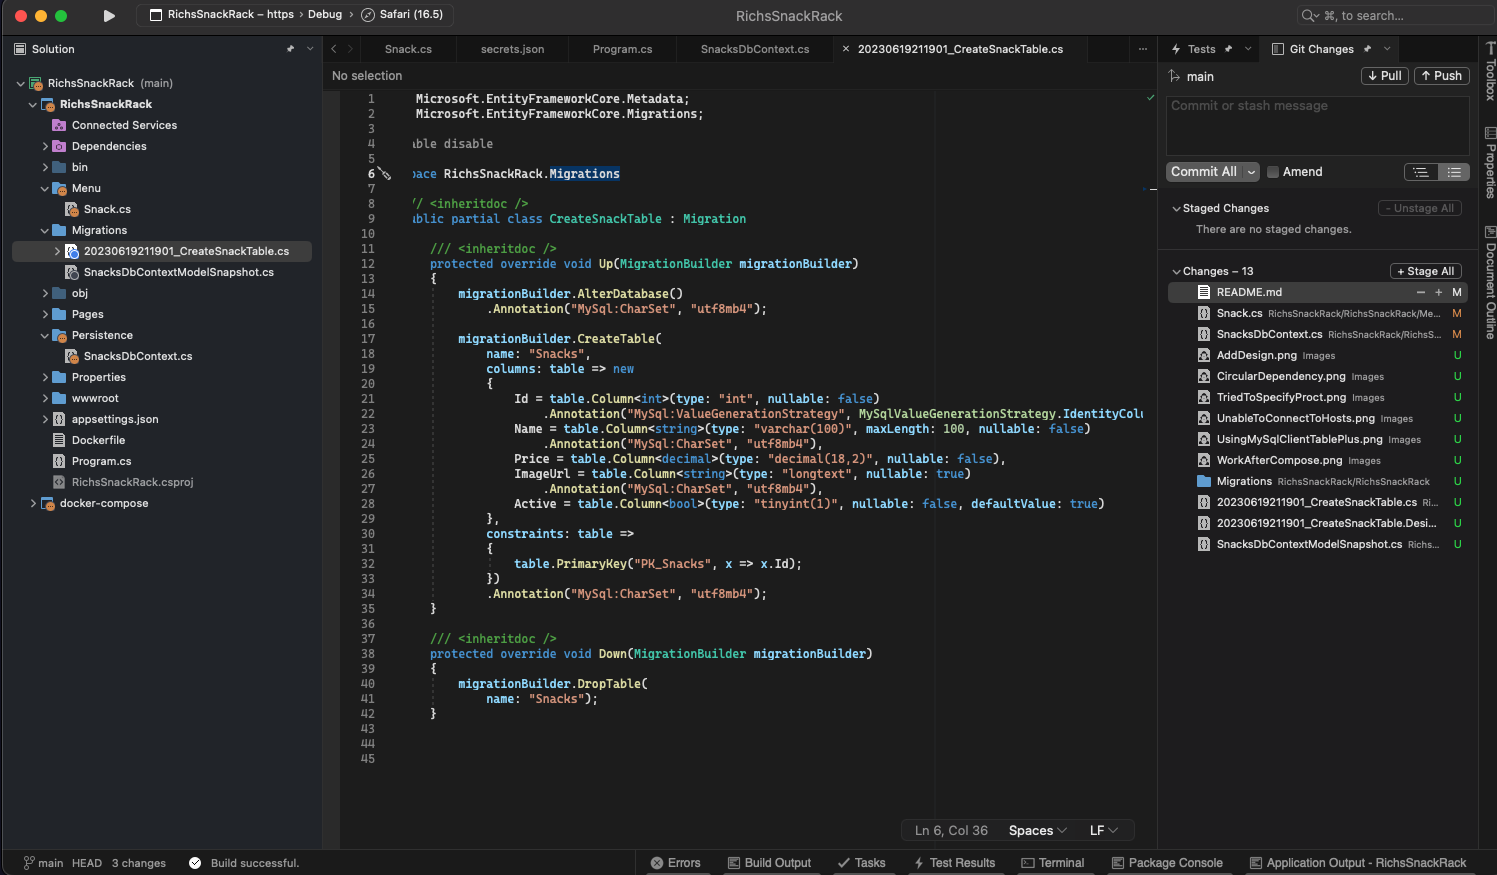 RichsSnackRack – https › Debug › Safari (16.5)
RichsSnackRack
⌘, to search...
Solution
RichsSnackRack (main)
RichsSnackRack
Connected Services
Dependencies
bin
Menu
Snack.cs
Migrations
20230619211901_CreateSnackTable.cs
SnacksDbContextModelSnapshot.cs
obj
Pages
Persistence
SnacksDbContext.cs
Properties
wwwroot
appsettings.json
Dockerfile
Program.cs
RichsSnackRack.csproj
docker-compose
Snack.cs
secrets.json
Program.cs
SnacksDbContext.cs
× 20230619211901_CreateSnackTable.cs
...
No selection
1 Microsoft.EntityFrameworkCore.Metadata;
2 Microsoft.EntityFrameworkCore.Migrations;
3
4 able disable
5
6 pace RichsSnackRack.Migrations
7
8 // <inheritdoc />
9 ublic partial class CreateSnackTable : Migration
10
11 /// <inheritdoc />
12 protected override void Up(MigrationBuilder migrationBuilder)
13 {
14 migrationBuilder.AlterDatabase()
15 .Annotation("MySql:CharSet", "utf8mb4");
16
17 migrationBuilder.CreateTable(
18 name: "Snacks",
19 columns: table => new
20 {
21 Id = table.Column<int>(type: "int", nullable: false)
22 .Annotation("MySql:ValueGenerationStrategy", MySqlValueGenerationStrategy.IdentityColu
23 Name = table.Column<string>(type: "varchar(100)", maxLength: 100, nullable: false)
24 .Annotation("MySql:CharSet", "utf8mb4"),
25 Price = table.Column<decimal>(type: "decimal(18,2)", nullable: false),
26 ImageUrl = table.Column<string>(type: "longtext", nullable: true)
27 .Annotation("MySql:CharSet", "utf8mb4"),
28 Active = table.Column<bool>(type: "tinyint(1)", nullable: false, defaultValue: true)
29 },
30 constraints: table =>
31 {
32 table.PrimaryKey("PK_Snacks", x => x.Id);
33 })
34 .Annotation("MySql:CharSet", "utf8mb4");
35 }
36
37 /// <inheritdoc />
38 protected override void Down(MigrationBuilder migrationBuilder)
39 {
40 migrationBuilder.DropTable(
41 name: "Snacks");
42 }
43
44
45
Ln 6, Col 36 Spaces LF
Tests
Git Changes
main
↓ Pull
↑ Push
Commit or stash message
Commit All
Amend
Staged Changes
- Unstage All
There are no staged changes.
Changes – 13
+ Stage All
README.md − + M
Snack.cs RichsSnackRack/RichsSnackRack/Me... M
SnacksDbContext.cs RichsSnackRack/RichsS... M
AddDesign.png Images U
CircularDependency.png Images U
TriedToSpecifyProct.png Images U
UnableToConnectToHosts.png Images U
UsingMySqlClientTablePlus.png Images U
WorkAfterCompose.png Images U
Migrations RichsSnackRack/RichsSnackRack U
20230619211901_CreateSnackTable.cs Ri... U
20230619211901_CreateSnackTable.Desi... U
SnacksDbContextModelSnapshot.cs Richs... U
Toolbox
Properties
Document Outline
main HEAD 3 changes
Build successful.
Errors
Build Output
Tasks
Test Results
Terminal
Package Console
Application Output - RichsSnackRack